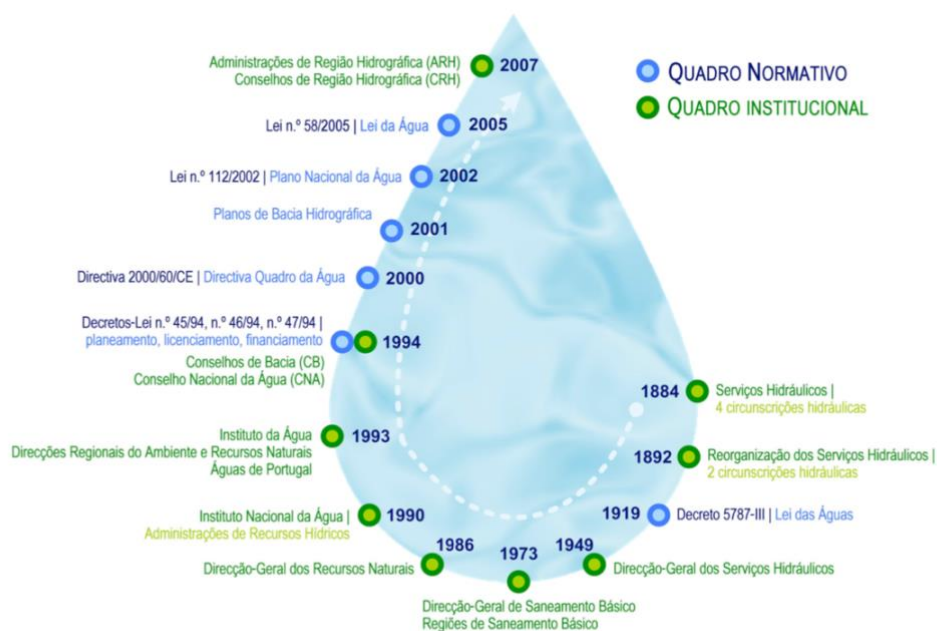 Administrações de Região Hidrográfica (ARH)
Conselhos de Região Hidrográfica (CRH)
2007
QUADRO NORMATIVO
QUADRO INSTITUCIONAL
Lei n.º 58/2005 | Lei da Água
2005
Lei n.º 112/2002 | Plano Nacional da Água
2002
Planos de Bacia Hidrográfica
2001
Directiva 2000/60/CE | Directiva Quadro da Água
2000
Decretos-Lei n.º 45/94, n.º 46/94, n.º 47/94 |
planeamento, licenciamento, financiamento
1994
Conselhos de Bacia (CB)
Conselho Nacional da Água (CNA)
1884
Serviços Hidráulicos |
4 circunscrições hidráulicas
Instituto da Água
Direcções Regionais do Ambiente e Recursos Naturais
Águas de Portugal
1993
1892
Reorganização dos Serviços Hidráulicos |
2 circunscrições hidráulicas
Instituto Nacional da Água |
Administrações de Recursos Hídricos
1990
1919
Decreto 5787-III | Lei das Águas
1986
Direcção-Geral dos Recursos Naturais
1973
Direcção-Geral de Saneamento Básico
Regiões de Saneamento Básico
1949
Direcção-Geral dos Serviços Hidráulicos